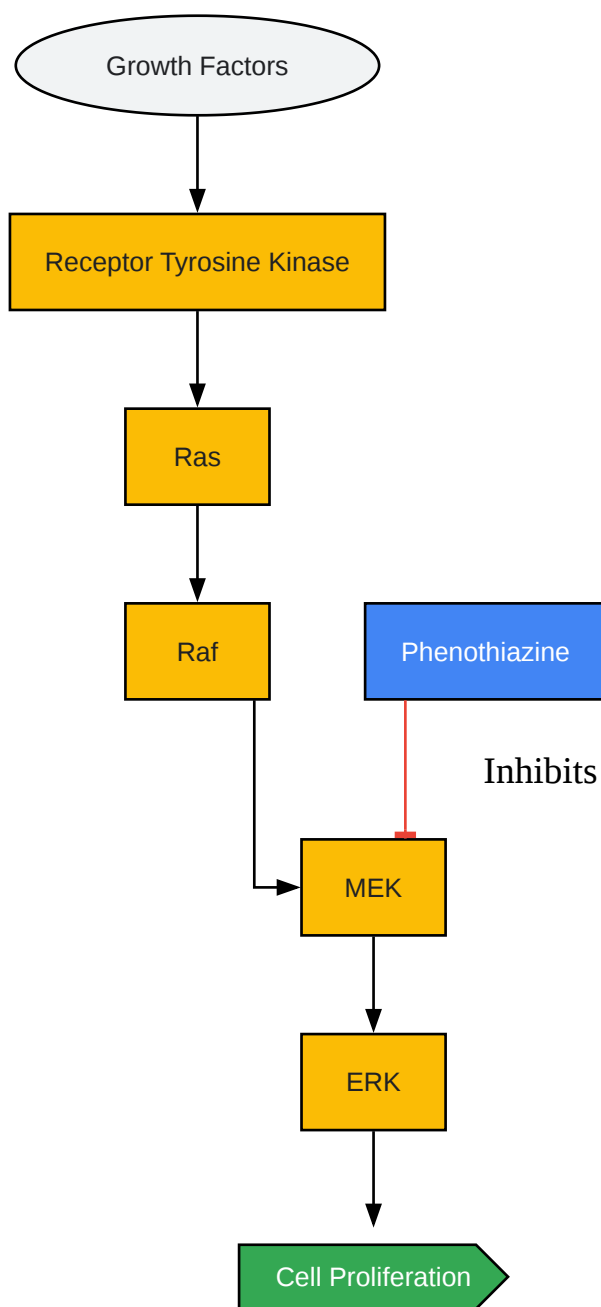 Growth Factors
Receptor Tyrosine Kinase
Ras
Raf
Phenothiazine
Inhibits
MEK
ERK
Cell Proliferation